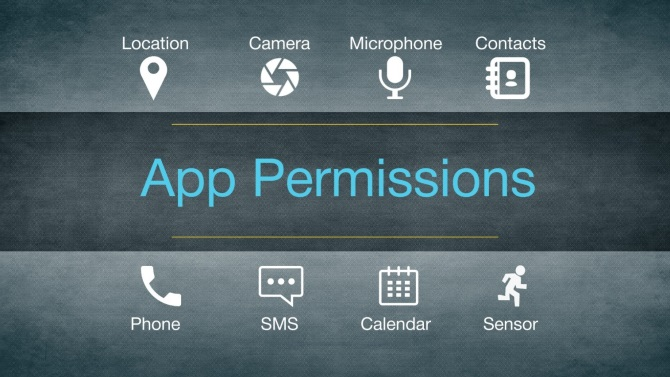 Location Camera Microphone Contacts
App Permissions
Phone SMS Calendar Sensor